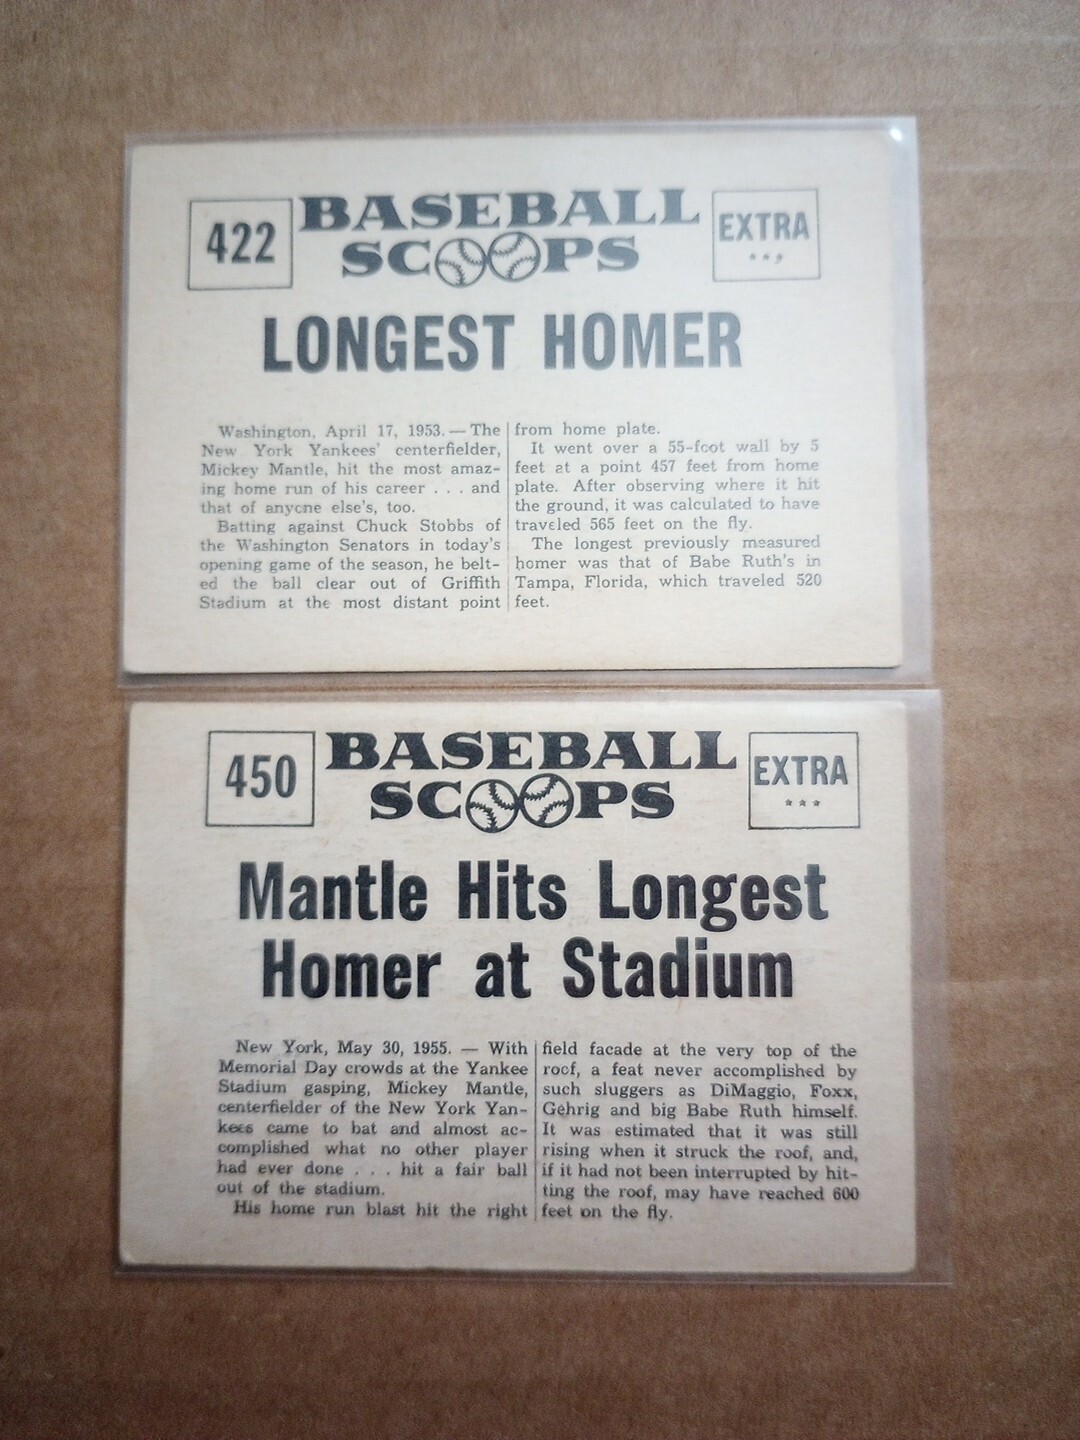 422
BASEBALL
SCOOPS
EXTRA
***
LONGEST HOMER
Washington, April 17, 1953. — The
New York Yankees' centerfielder,
Mickey Mantle, hit the most amaz-
ing home run of his career . . . and
that of anyone else's, too.
Batting against Chuck Stobbs of
the Washington Senators in today's
opening game of the season, he belt-
ed the ball clear out of Griffith
Stadium at the most distant point
from home plate.
It went over a 55-foot wall by 5
feet at a point 457 feet from home
plate. After observing where it hit
the ground, it was calculated to have
traveled 565 feet on the fly.
The longest previously measured
homer was that of Babe Ruth's in
Tampa, Florida, which traveled 520
feet.
450
BASEBALL
SCOOPS
EXTRA
***
Mantle Hits Longest
Homer at Stadium
New York, May 30, 1955. — With
Memorial Day crowds at the Yankee
Stadium gasping, Mickey Mantle,
centerfielder of the New York Yan-
kees came to bat and almost ac-
complished what no other player
had ever done . . . hit a fair ball
out of the stadium.
His home run blast hit the right
field facade at the very top of the
roof, a feat never accomplished by
such sluggers as DiMaggio, Foxx,
Gehrig and big Babe Ruth himself.
It was estimated that it was still
rising when it struck the roof, and,
if it had not been interrupted by hit-
ting the roof, may have reached 600
feet on the fly.